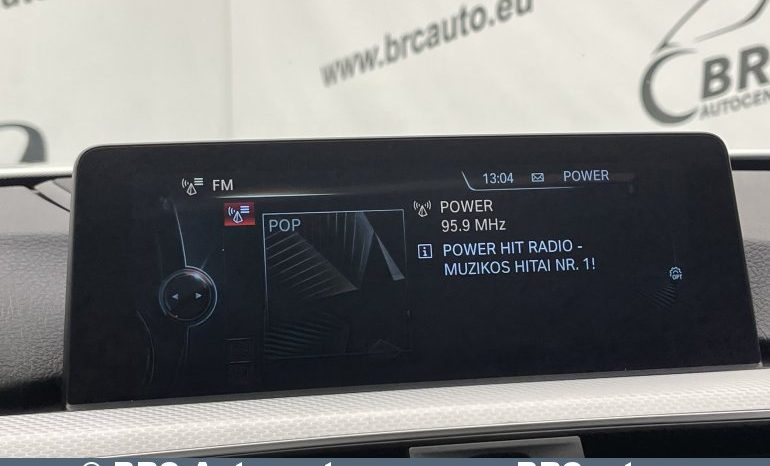 www.brcauto.eu
BR
AUTOCEN
FM
13:04 POWER
POP
POWER
95.9 MHz
POWER HIT RADIO -
MUZIKOS HITAI NR. 1!
OPT